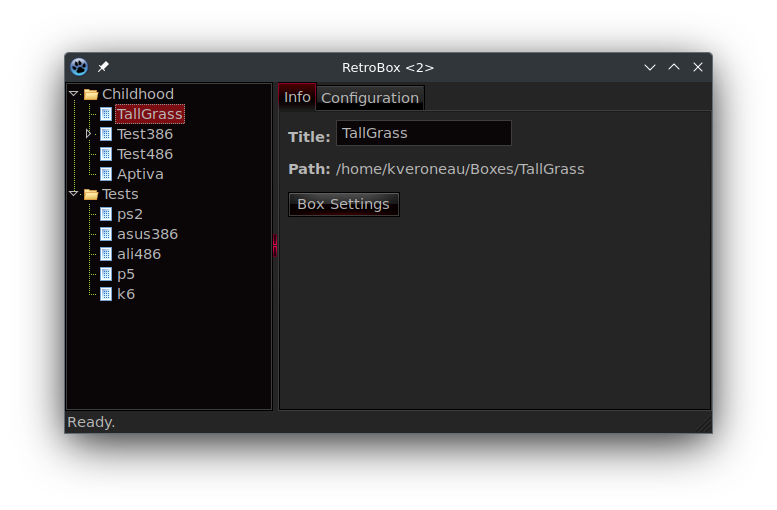 RetroBox <2>
Childhood
TallGrass
Test386
Test486
Aptiva
Tests
ps2
asus386
ali486
p5
k6
Info
Configuration
Title: TallGrass
Path: /home/kveroneau/Boxes/TallGrass
Box Settings
Ready.